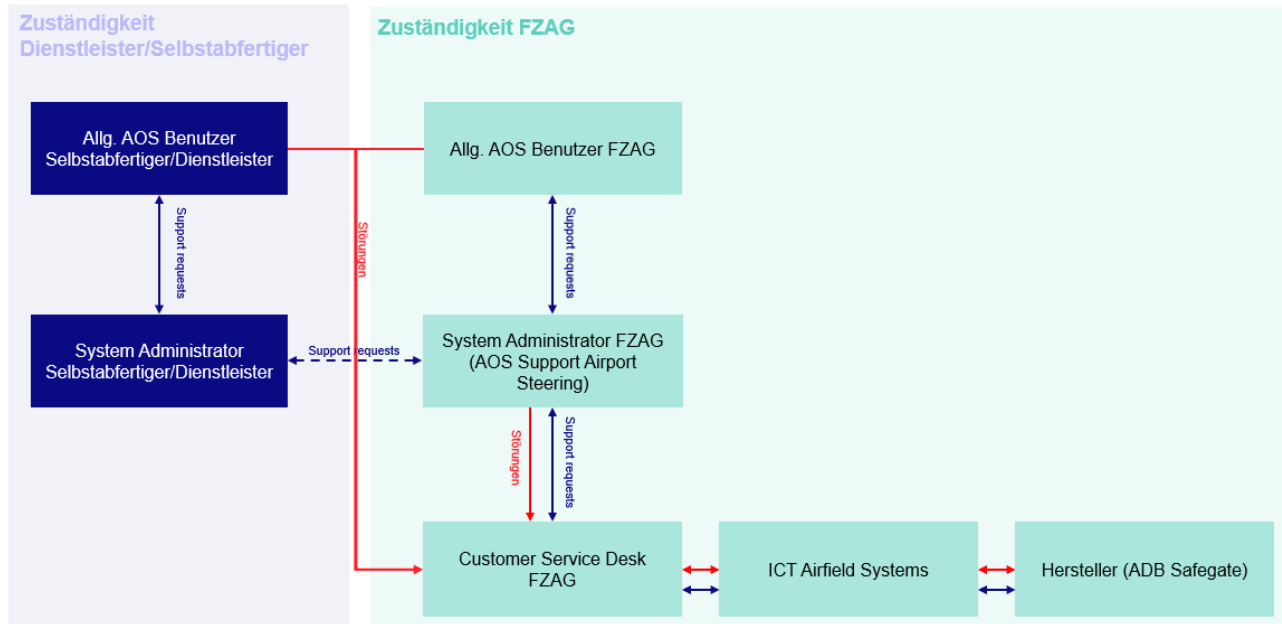 Zuständigkeit
Dienstleister/Selbstabfertiger
Zuständigkeit FZAG
Allg. AOS Benutzer
Selbstabfertiger/Dienstleister
Allg. AOS Benutzer FZAG
Support requests
Störungen
Support requests
System Administrator
Selbstabfertiger/Dienstleister
Support requests
System Administrator FZAG
(AOS Support Airport
Steering)
Störungen
Support requests
Customer Service Desk
FZAG
ICT Airfield Systems
Hersteller (ADB Safegate)